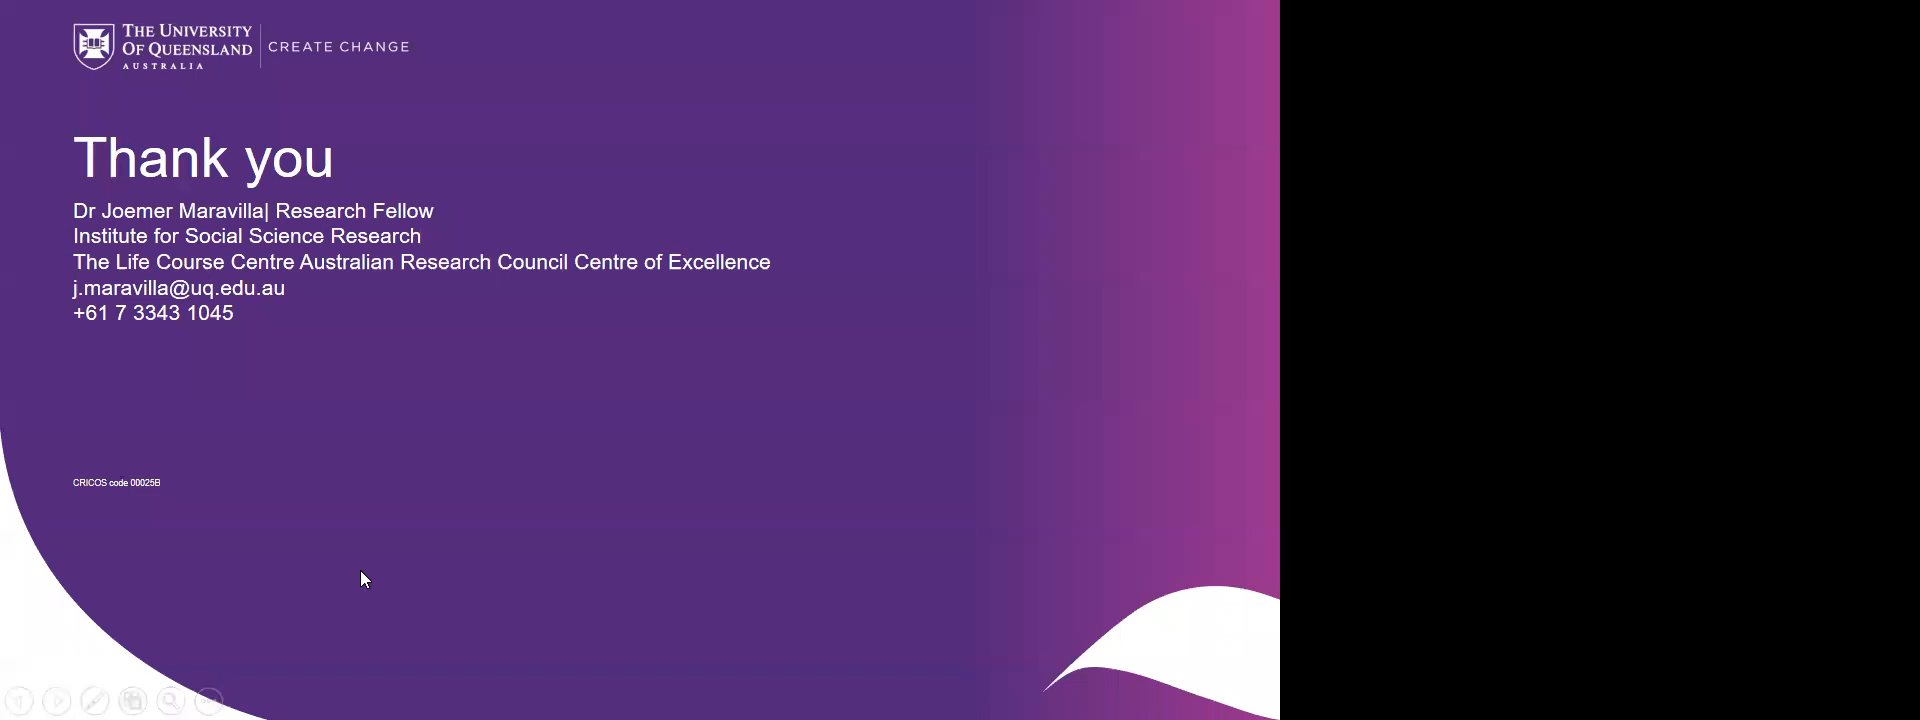 THE UNIVERSITY
OF QUEENSLAND
AUSTRALIA
CREATE CHANGE
Thank you
Dr Joemer Maravilla| Research Fellow
Institute for Social Science Research
The Life Course Centre Australian Research Council Centre of Excellence
j.maravilla@uq.edu.au
+61 7 3343 1045
CRICOS code 00025B